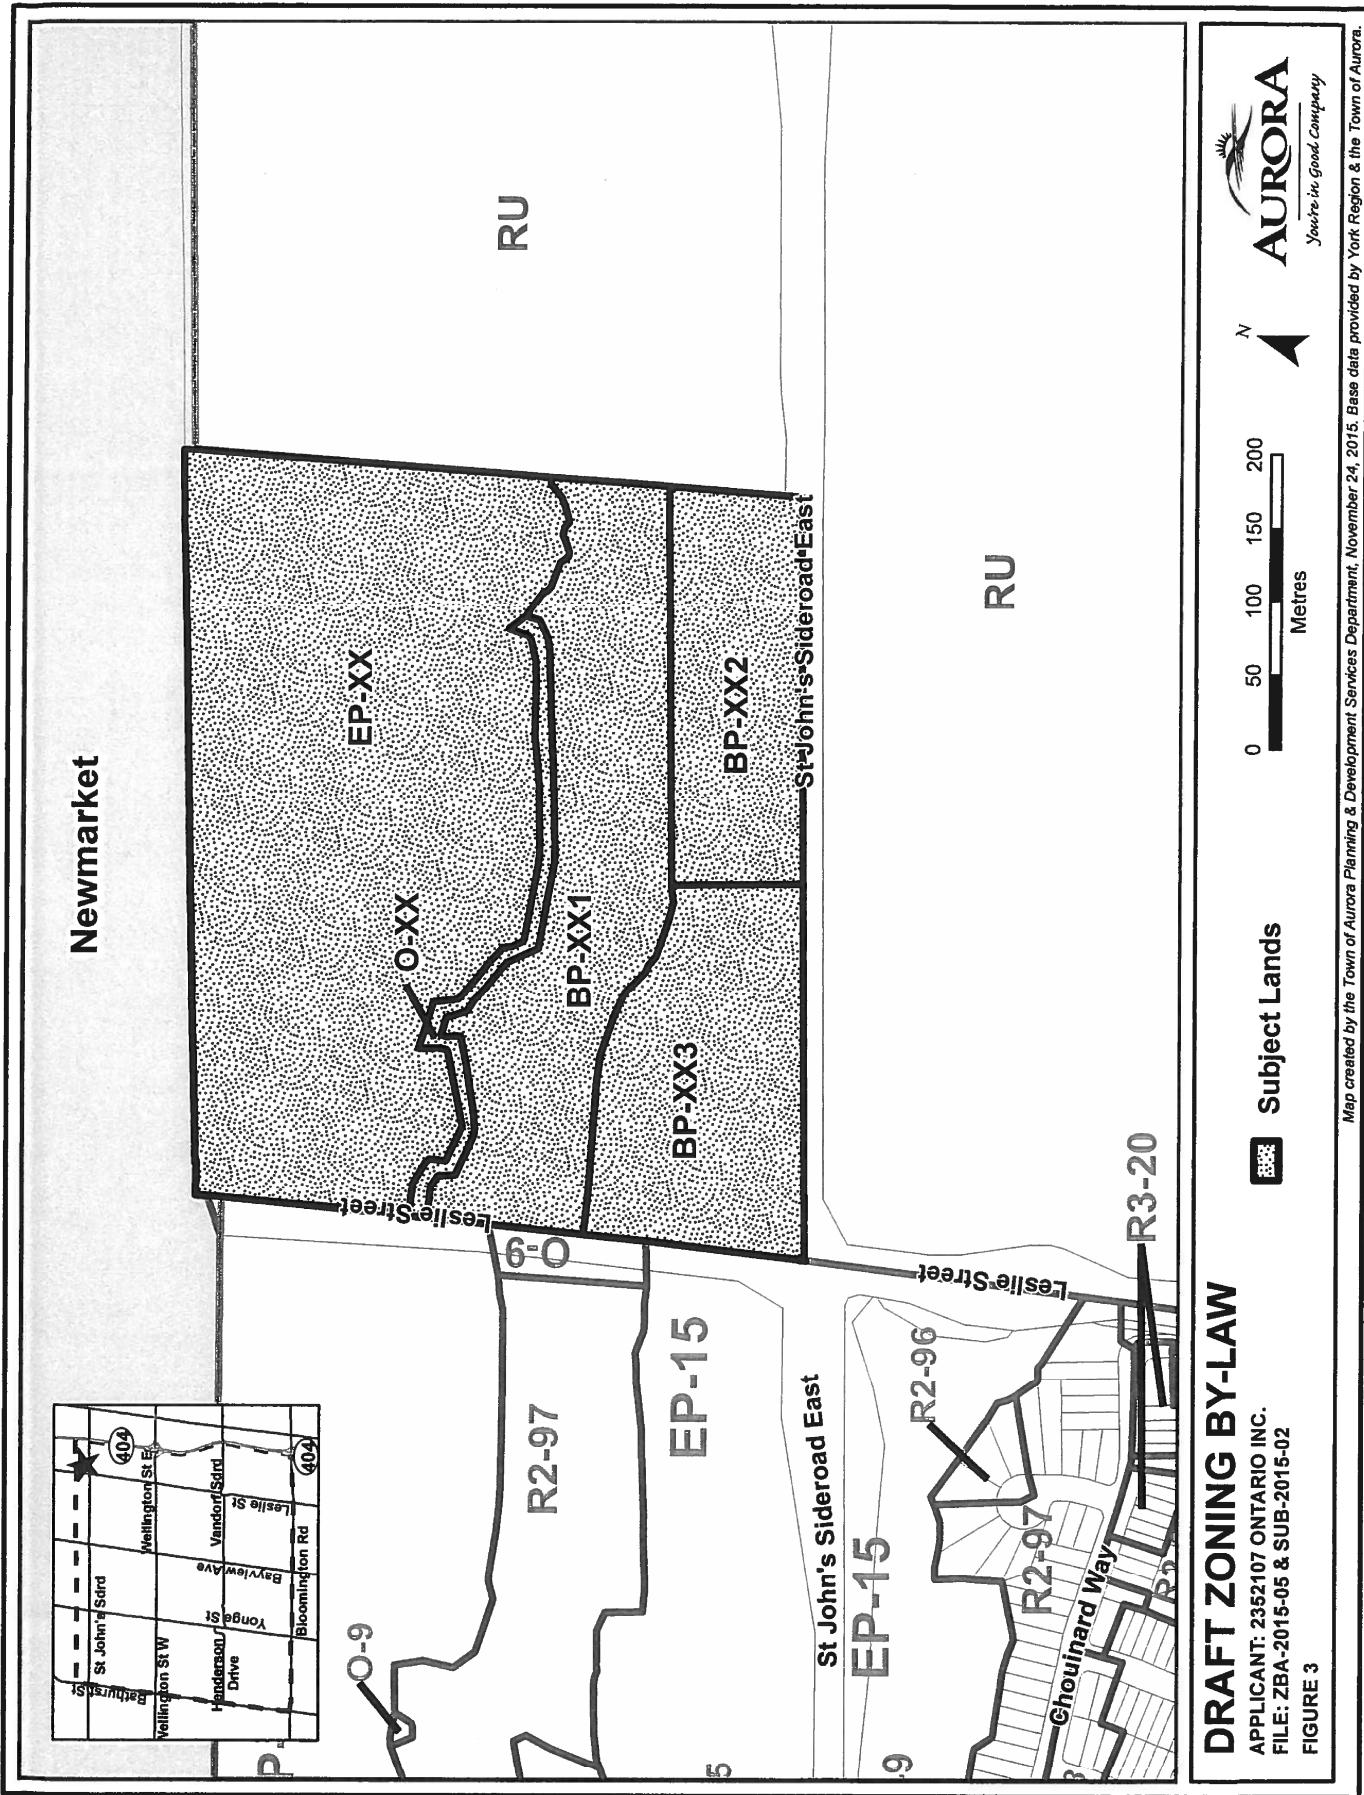 Newmarket
St John's Sdrd
Bathurst St
Wellington St W
Wellington St E
Henderson
Drive
Yonge St
Bayview Ave
Vandorf Sdrd
Leslie St
Bloomington Rd
404
404
EP-XX
RU
O-XX
BP-XX1
BP-XX2
BP-XX3
Leslie Street
St John's Sideroad East
RU
O-9
O-9
P-
R2-97
EP-15
5
St John's Sideroad East
Leslie Street
EP-15
R2-96
R2-97
-9
Chouinard Way
R2
3
R3-20
DRAFT ZONING BY-LAW
APPLICANT: 2352107 ONTARIO INC.
FILE: ZBA-2015-05 & SUB-2015-02
FIGURE 3
Subject Lands
0 50 100 150 200
Metres
N
AURORA
You're in Good Company
Map created by the Town of Aurora Planning & Development Services Department, November 24, 2015. Base data provided by York Region & the Town of Aurora.